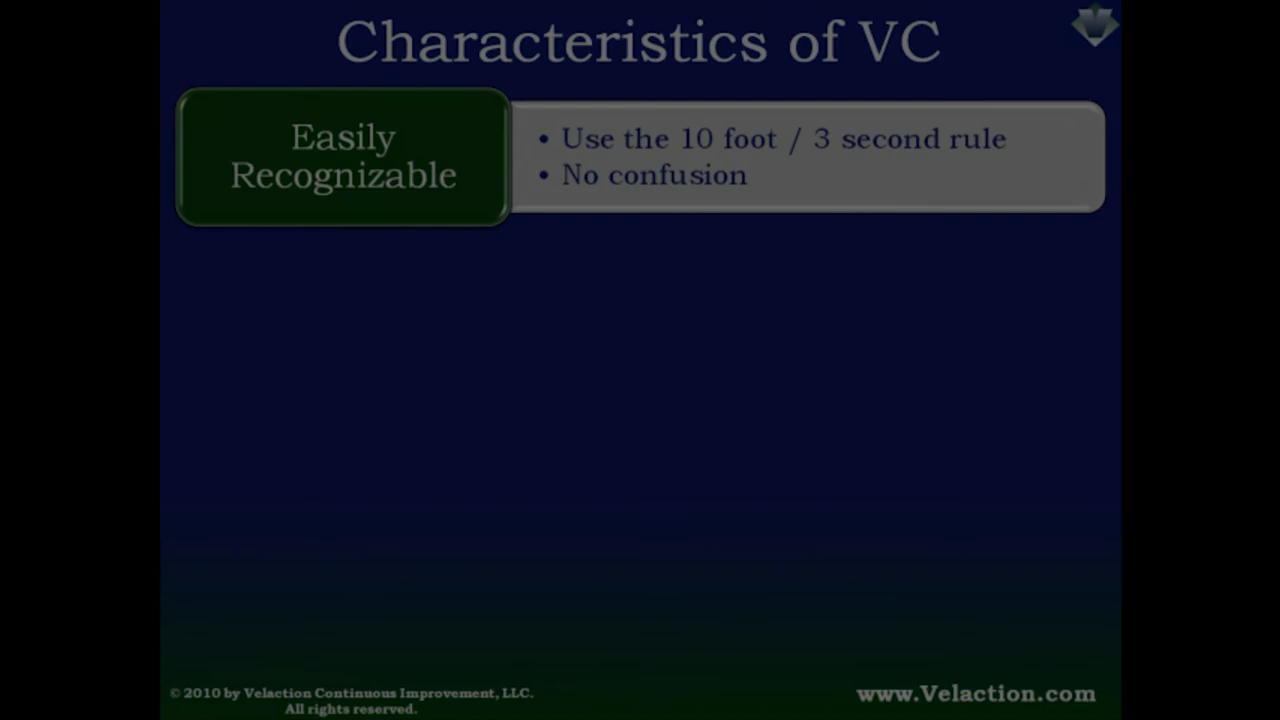 Characteristics of VC
Easily
Recognizable
• Use the 10 foot / 3 second rule
• No confusion
© 2010 by Velaction Continuous Improvement, LLC.
All rights reserved.
www.Velaction.com